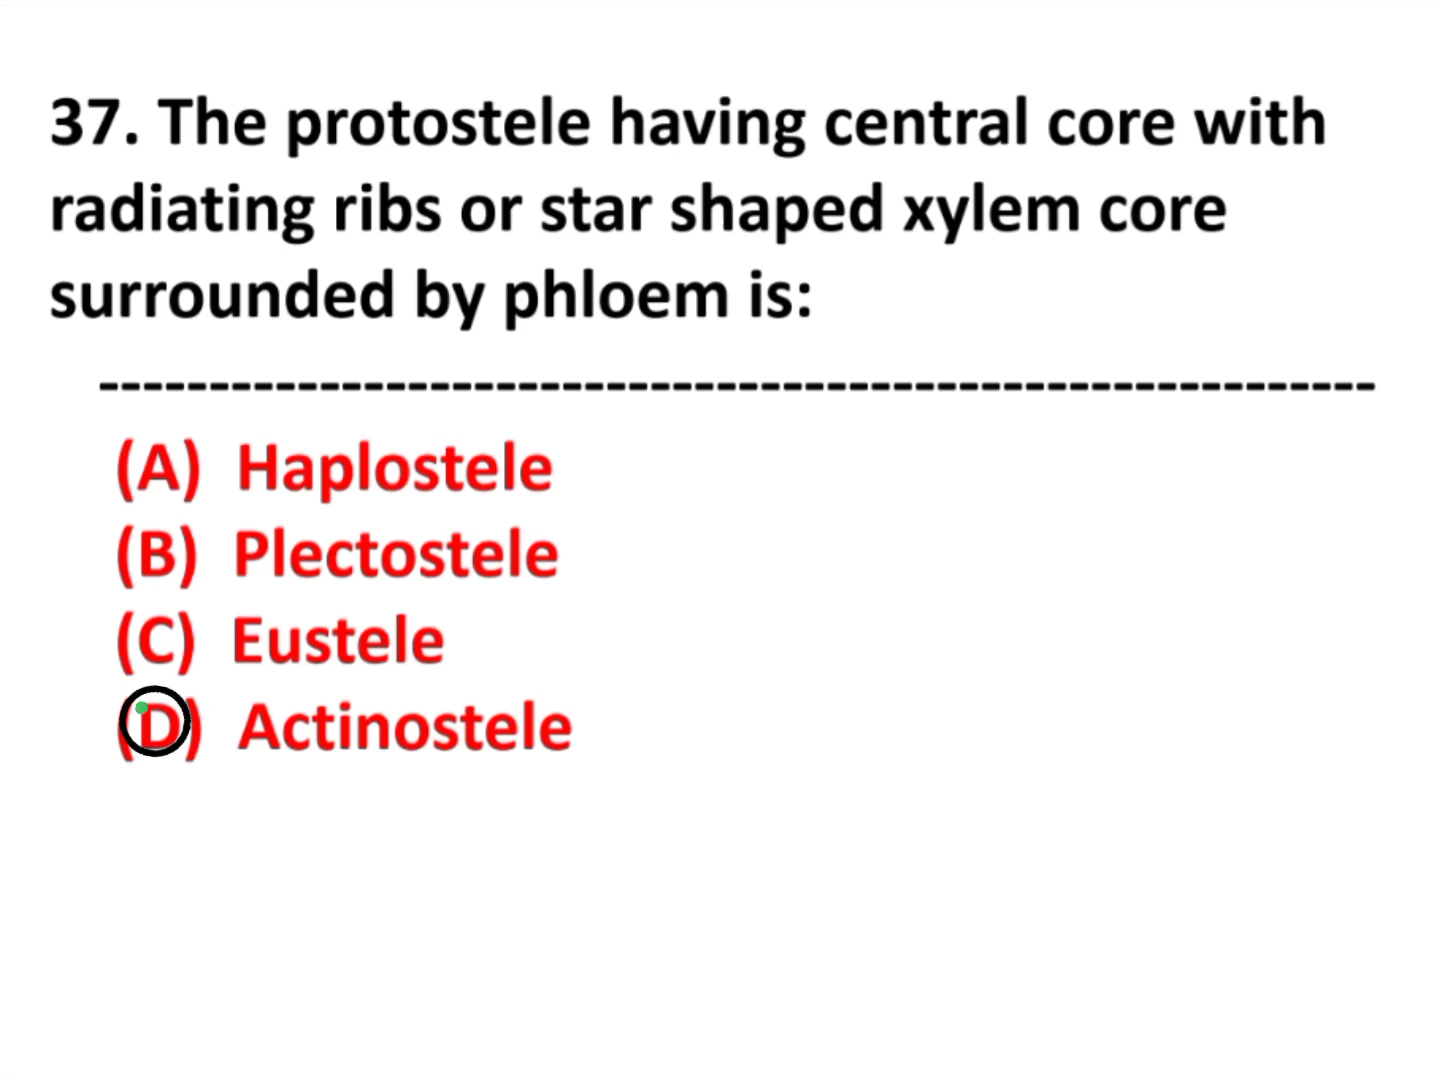 37. The protostele having central core with
radiating ribs or star shaped xylem core
surrounded by phloem is:
----------------------------------------------------------
(A) Haplostele
(B) Plectostele
(C) Eustele
(D) Actinostele